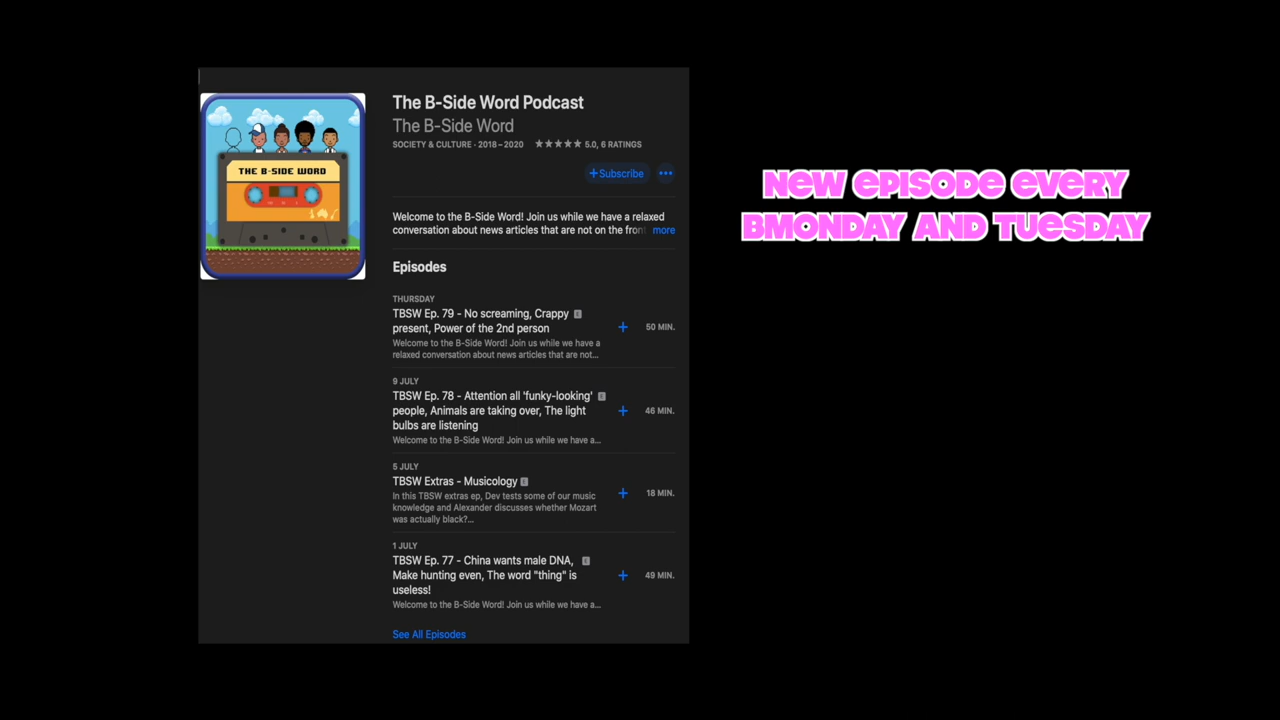 The B-Side Word Podcast
The B-Side Word
SOCIETY & CULTURE · 2018–2020 ★★★★★ 5.0, 6 RATINGS
+Subscribe •••
THE B-SIDE WORD
Welcome to the B-Side Word! Join us while we have a relaxed
conversation about news articles that are not on the front more
Episodes
THURSDAY
TBSW Ep. 79 - No screaming, Crappy E
present, Power of the 2nd person
Welcome to the B-Side Word! Join us while we have a
relaxed conversation about news articles that are not...
+ 50 MIN.
9 JULY
TBSW Ep. 78 - Attention all 'funky-looking' E
people, Animals are taking over, The light
bulbs are listening
Welcome to the B-Side Word! Join us while we have a...
+ 46 MIN.
5 JULY
TBSW Extras - Musicology E
In this TBSW extras ep, Dev tests some of our music
knowledge and Alexander discusses whether Mozart
was actually black?...
+ 18 MIN.
1 JULY
TBSW Ep. 77 - China wants male DNA, E
Make hunting even, The word "thing" is
useless!
Welcome to the B-Side Word! Join us while we have a...
+ 49 MIN.
See All Episodes
NEW EPISODE EVERY
BMONDAY AND TUESDAY